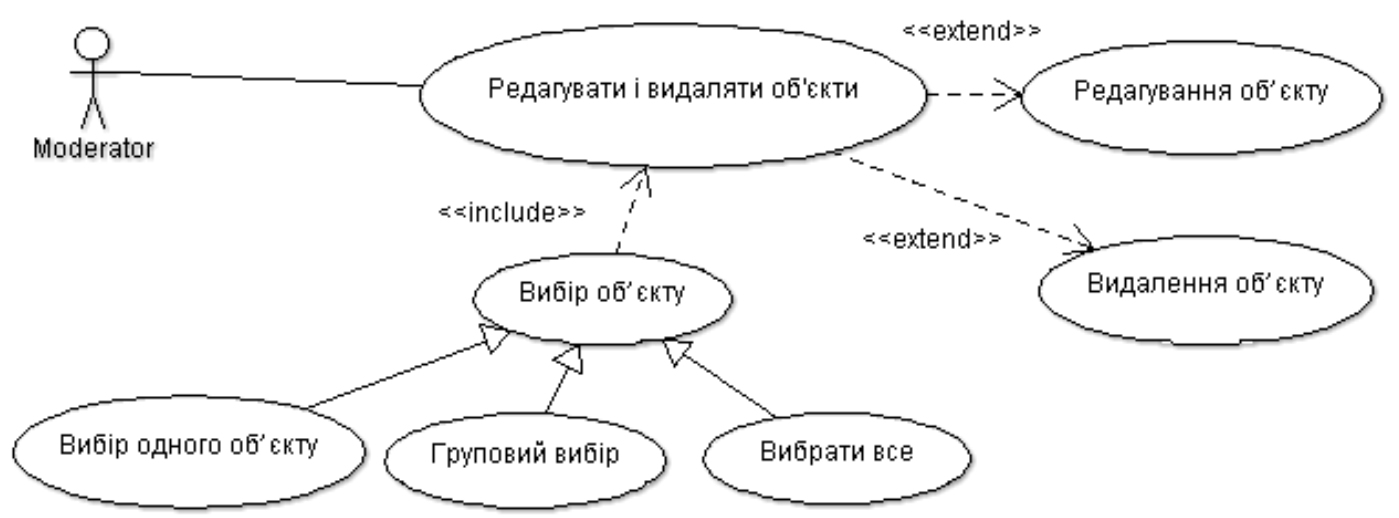 <<extend>>
Редагувати і видаляти об'єкти
Редагування об'єкту
Moderator
<<include>>
<<extend>>
Вибір об'єкту
Видалення об'єкту
Вибір одного об'єкту
Груповий вибір
Вибрати все